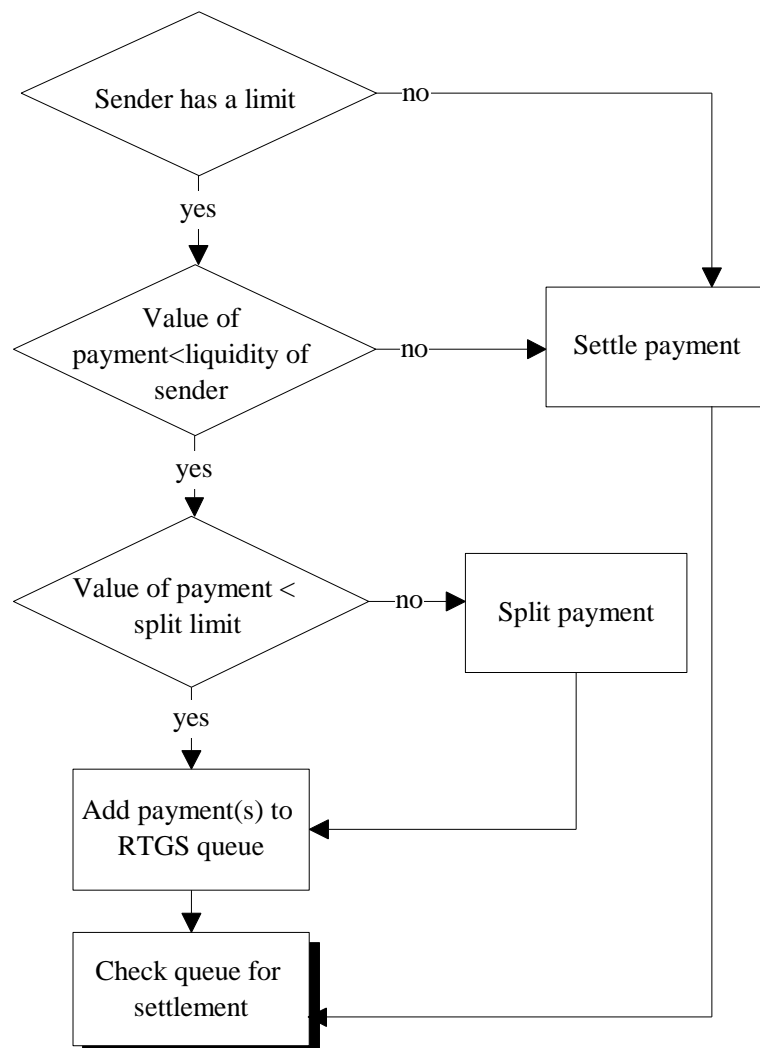 Sender has a limit
no
yes
Value of
payment<liquidity of
sender
no
Settle payment
yes
Value of payment <
split limit
no
Split payment
yes
Add payment(s) to
RTGS queue
Check queue for
settlement